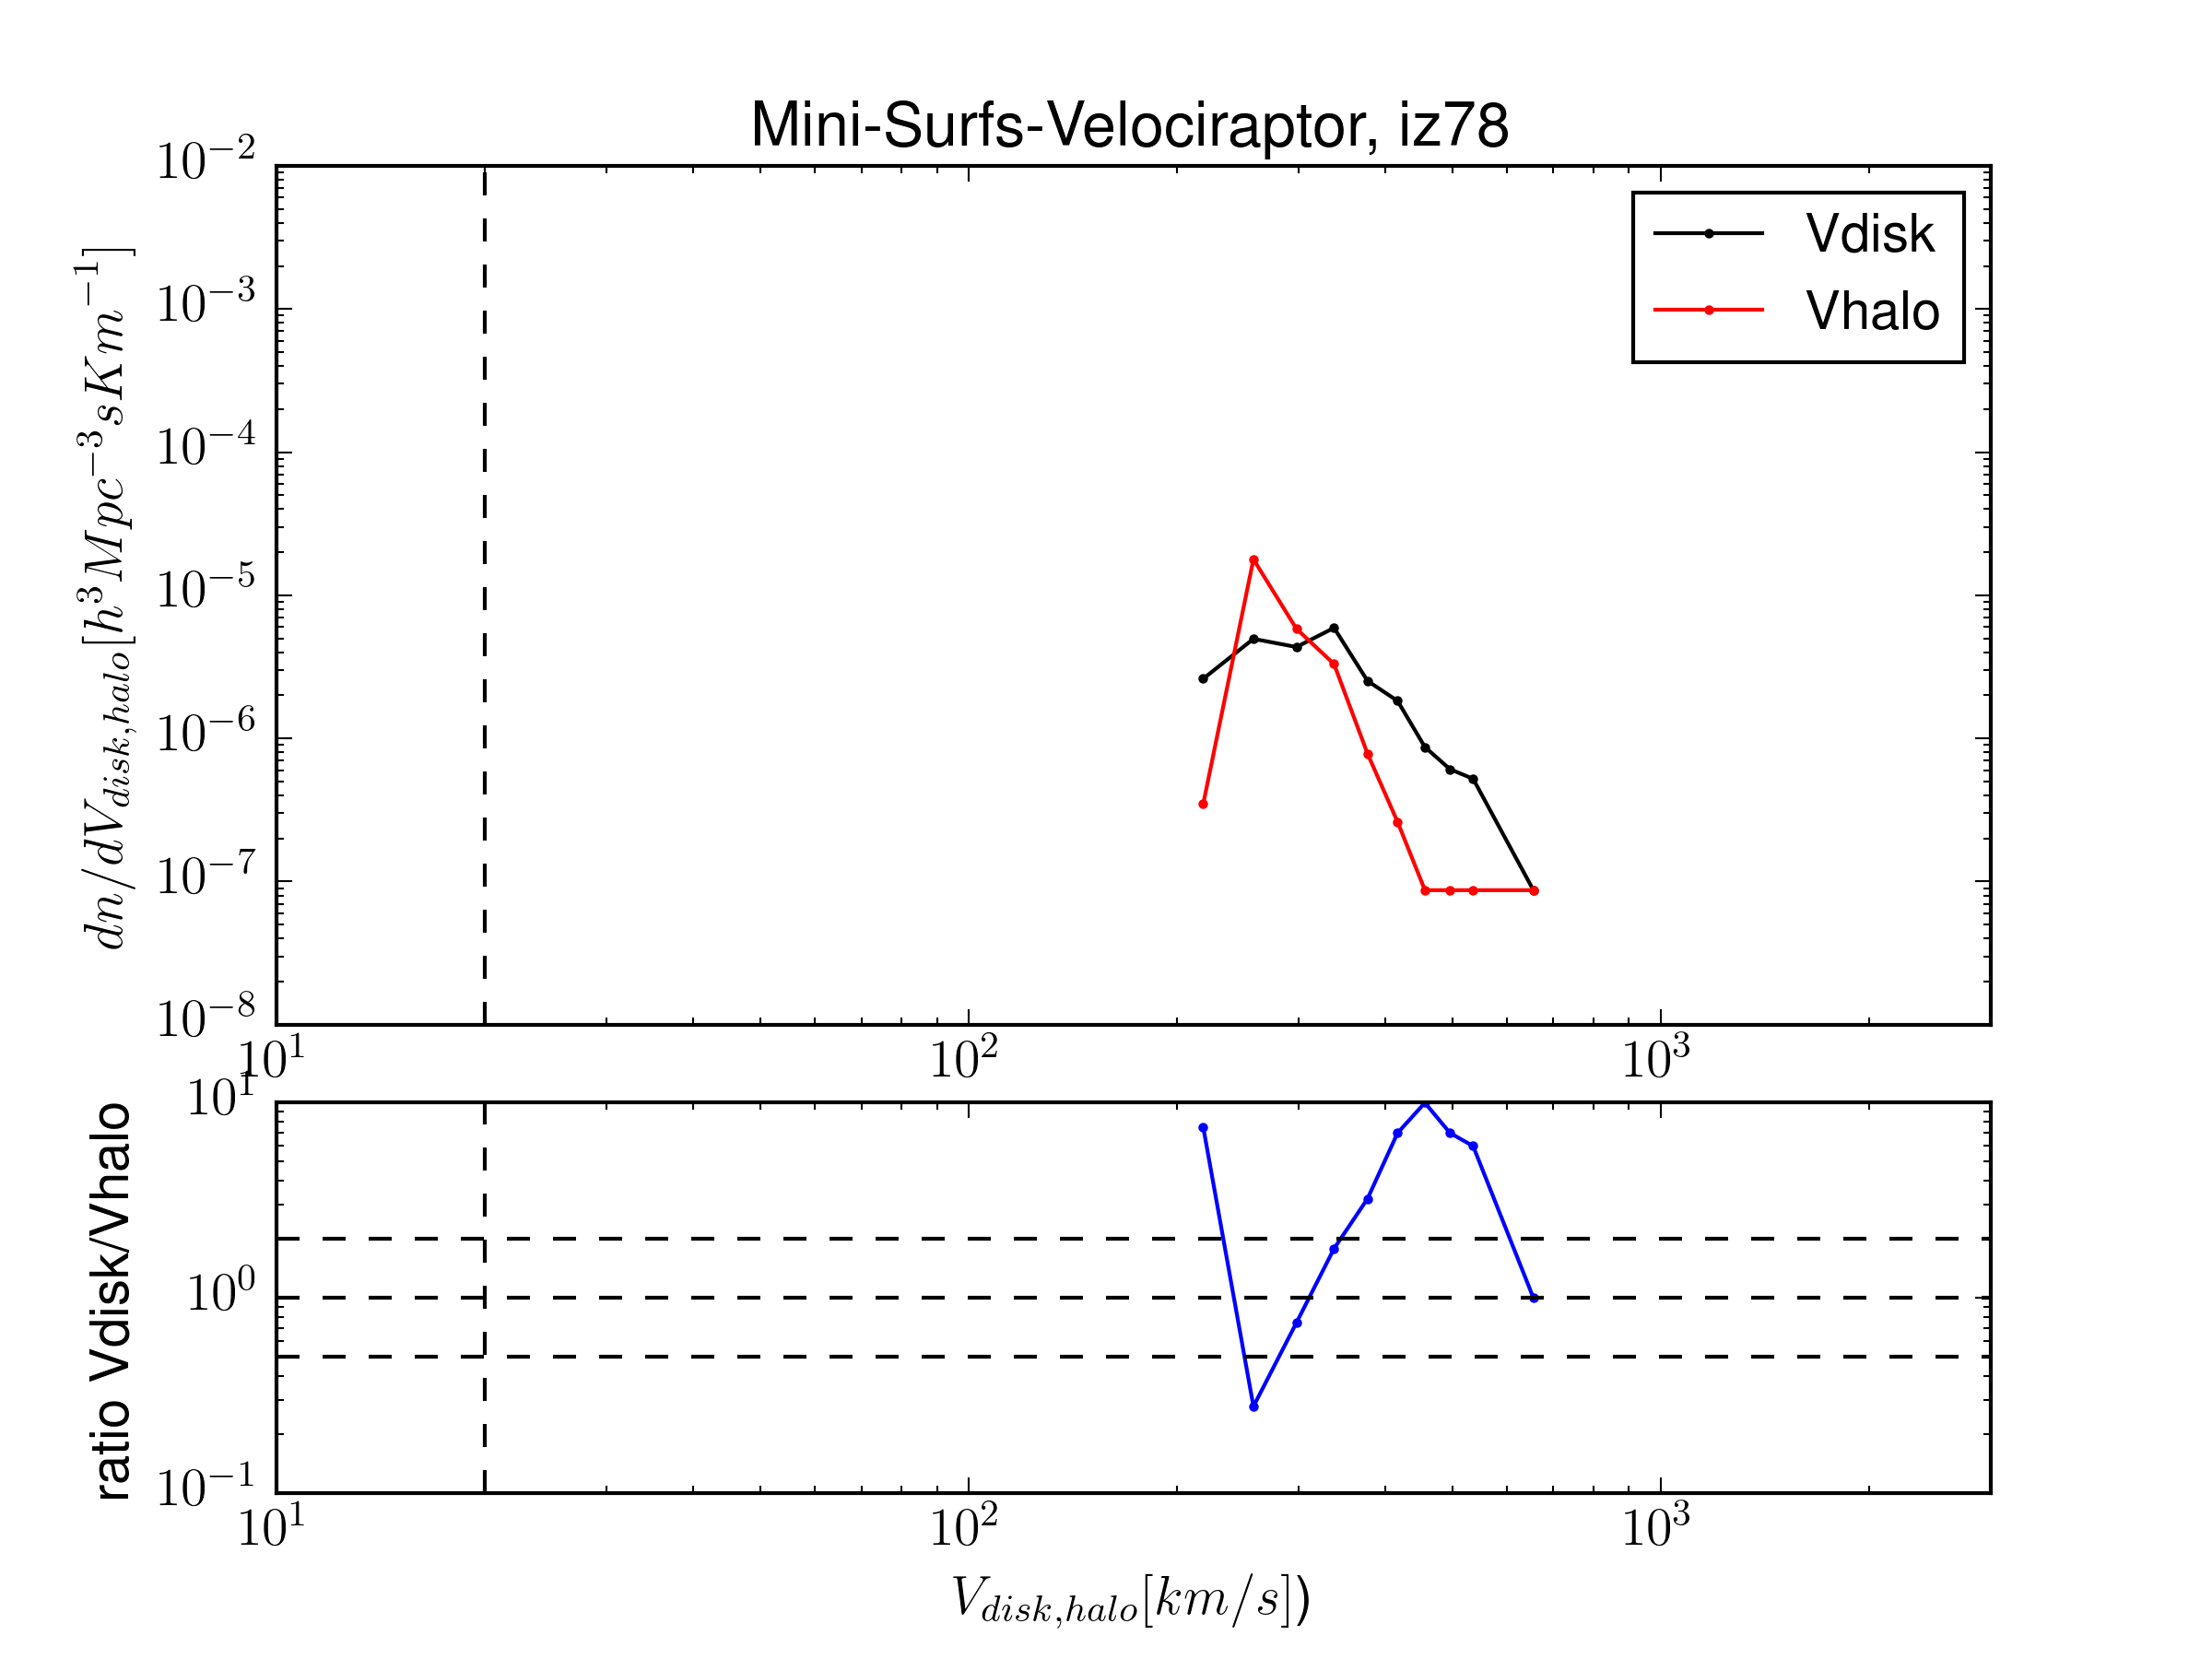 Mini-Surfs-Velociraptor, iz78
dn/dV_{disk,halo}[h^3Mpc^{-3}sKm^{-1}]
10^{-2}
10^{-3}
10^{-4}
10^{-5}
10^{-6}
10^{-7}
10^{-8}
Vdisk
Vhalo
10^1 10^2 10^3
ratio Vdisk/Vhalo
10^1
10^0
10^{-1}
10^1 10^2 10^3
V_{disk,halo}[km/s])